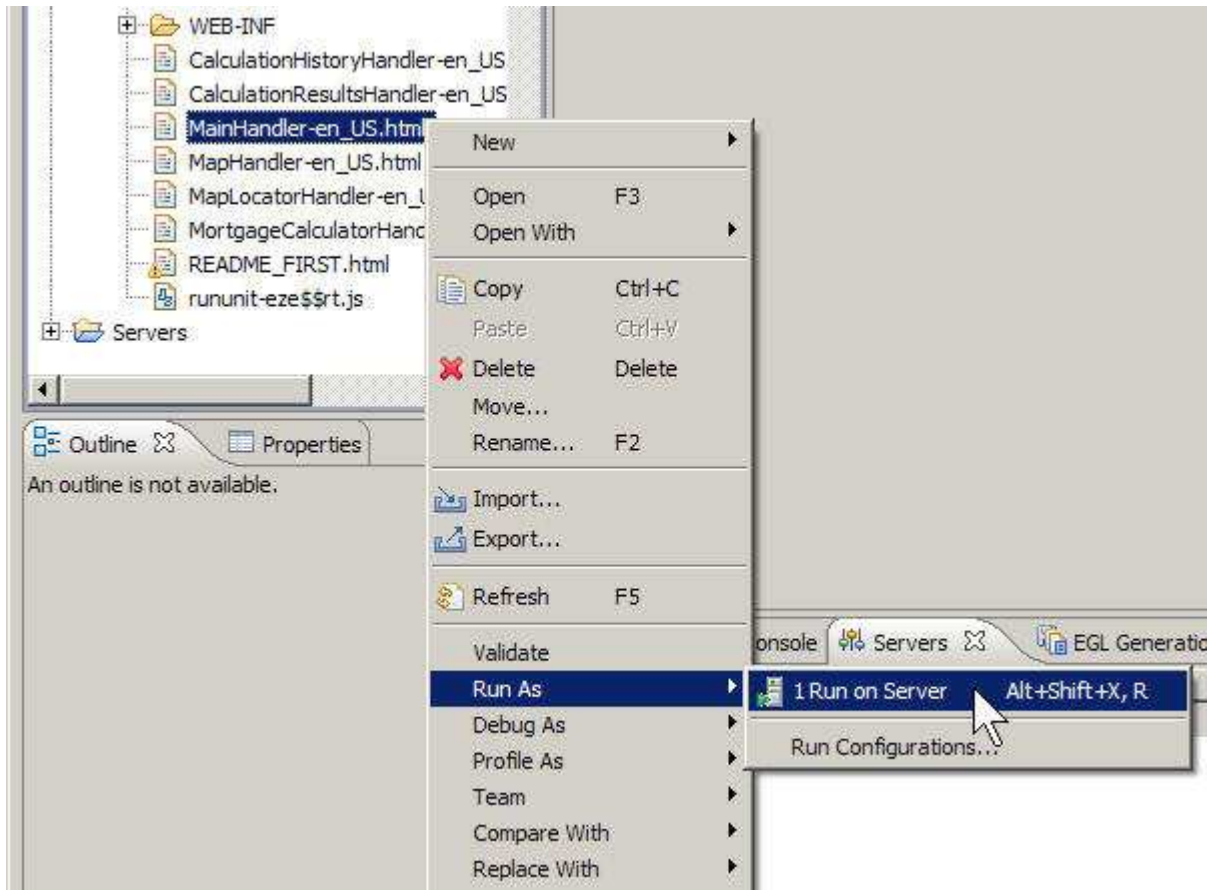 WEB-INF
CalculationHistoryHandler-en_US
CalculationResultsHandler-en_US
MainHandler-en_US.html
MapHandler-en_US.html
MapLocatorHandler-en_
MortgageCalculatorHand
README_FIRST.html
rununit-eze$$rt.js
Servers
Outline
Properties
An outline is not available.
New
Open F3
Open With
Copy Ctrl+C
Paste Ctrl+V
Delete Delete
Move...
Rename... F2
Import...
Export...
Refresh F5
Validate
Run As
Debug As
Profile As
Team
Compare With
Replace With
onsole
Servers
EGL Generatio
1 Run on Server Alt+Shift+X, R
Run Configurations...